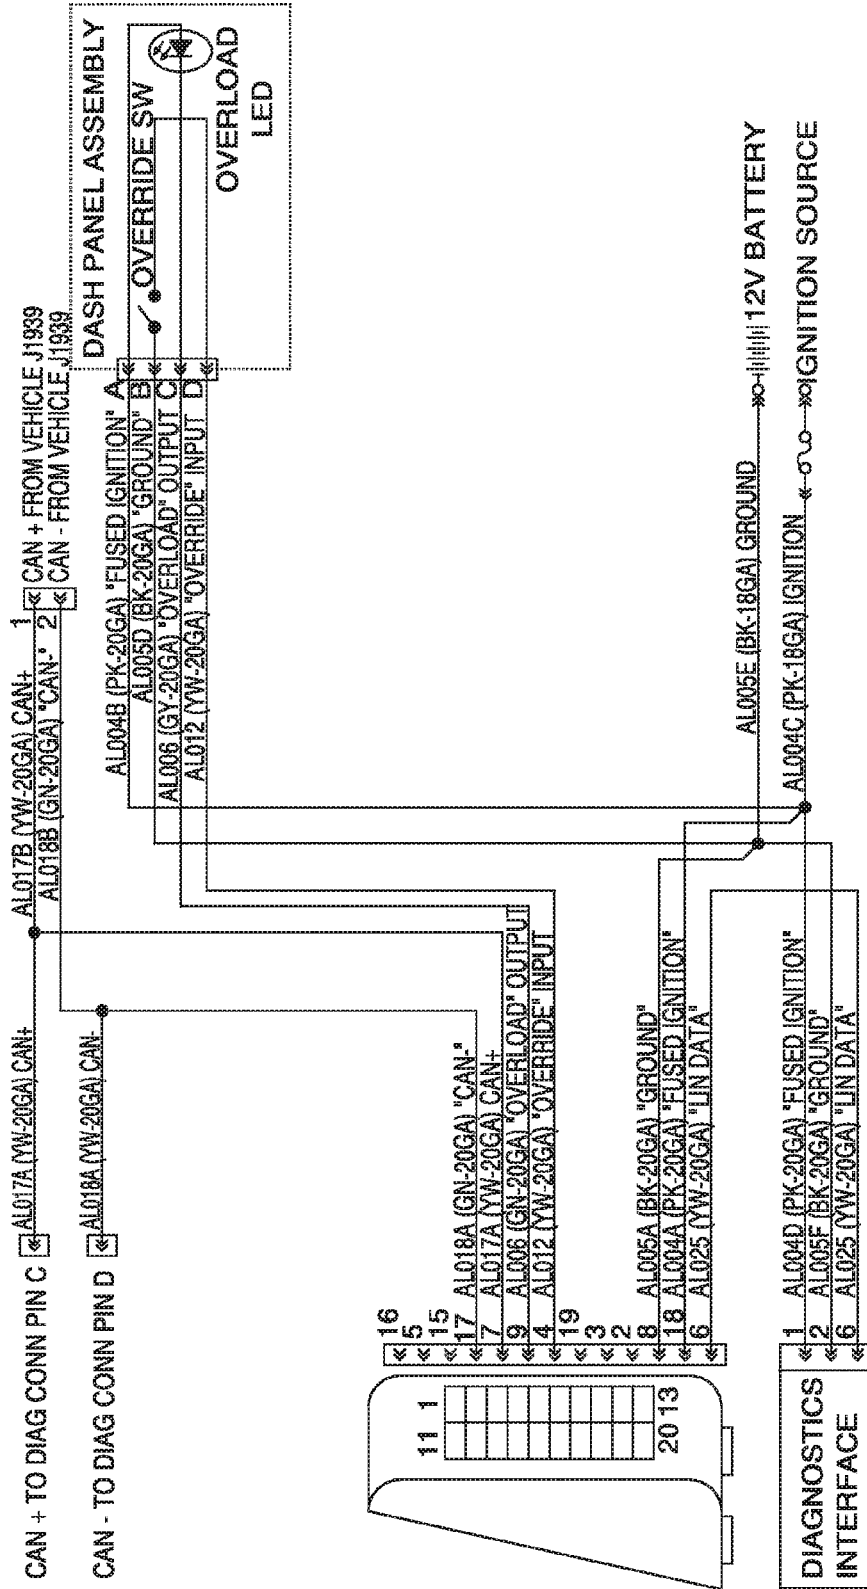 CAN + FROM VEHICLE J1939
CAN - FROM VEHICLE J1939
1
2
AL017B (YW-20GA) CAN+
AL018B (GN-20GA) "CAN-"
AL017A (YW-20GA) CAN+
AL018A (YW-20GA) CAN-
CAN + TO DIAG CONN PIN C
CAN - TO DIAG CONN PIN D
DASH PANEL ASSEMBLY
OVERRIDE SW
OVERLOAD
LED
AL004B (PK-20GA) "FUSED IGNITION" A
AL005D (BK-20GA) "GROUND" B
AL006 (GY-20GA) "OVERLOAD" OUTPUT C
AL012 (YW-20GA) "OVERRIDE" INPUT D
12V BATTERY
IGNITION SOURCE
AL005E (BK-18GA) GROUND
AL004C (PK-18GA) IGNITION
16
5
15
17 AL018A (GN-20GA) "CAN-"
7 AL017A (YW-20GA) CAN+
9 AL006 (GN-20GA) "OVERLOAD" OUTPUT
4 AL012 (YW-20GA) "OVERRIDE" INPUT
19
3
2
8 AL005A (BK-20GA) "GROUND"
18 AL004A (PK-20GA) "FUSED IGNITION"
6 AL025 (YW-20GA) "LIN DATA"
11 1
20 13
1 AL004D (PK-20GA) "FUSED IGNITION"
2 AL005F (BK-20GA) "GROUND"
6 AL025 (YW-20GA) "LIN DATA"
DIAGNOSTICS
INTERFACE